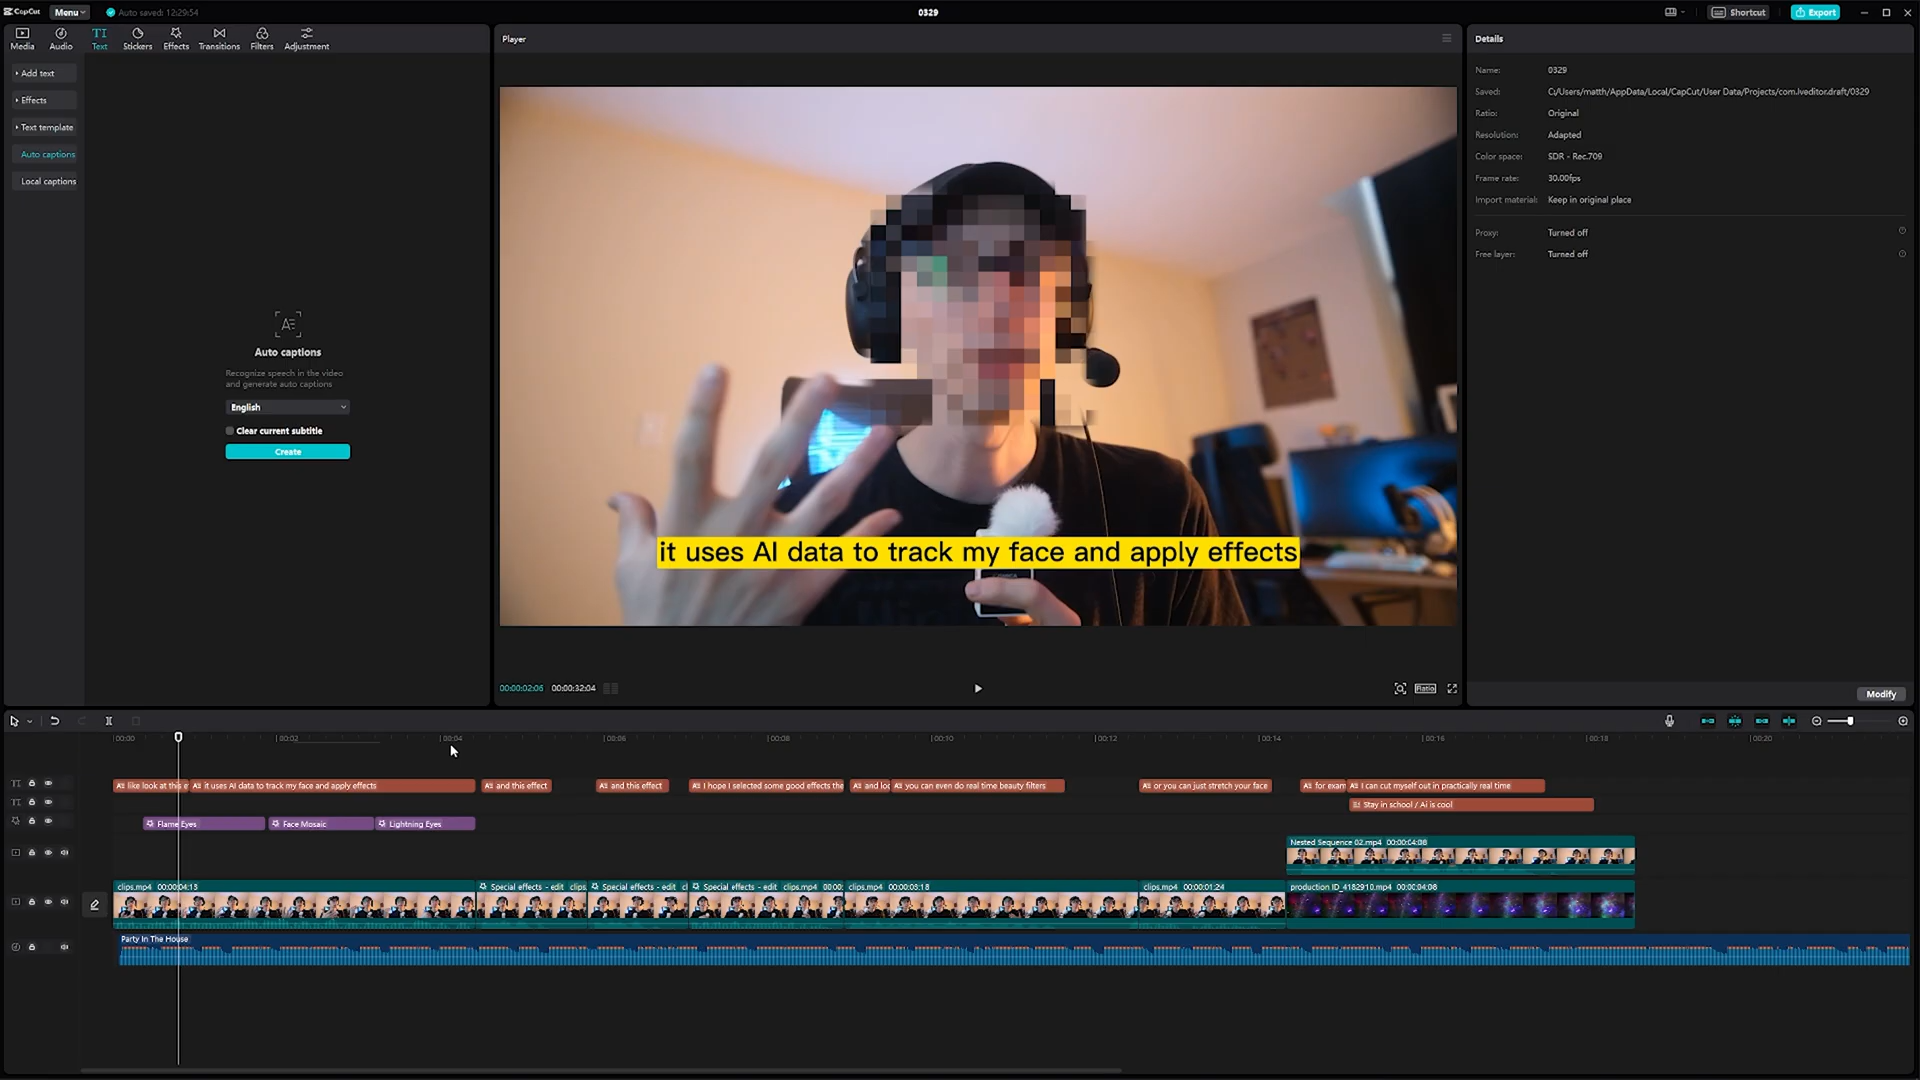 CapCut
Menu
Auto saved: 12:29:54
0329
Shortcut
Export
Media
Audio
TI
Text
Stickers
Effects
Transitions
Filters
Adjustment
Add text
Effects
Text template
Auto captions
Local captions
Auto captions
Recognize speech in the video
and generate auto captions
English
Clear current subtitle
Create
Player
it uses AI data to track my face and apply effects
00:00:02:06
00:00:32:04
Ratio
Details
Name: 0329
Saved: C:/Users/matth/AppData/Local/CapCut/User Data/Projects/com.lveditor.draft/0329
Ratio: Original
Resolution: Adapted
Color space: SDR - Rec.709
Frame rate: 30.00fps
Import material: Keep in original place
Proxy: Turned off
Free layer: Turned off
Modify
00:00 00:02 00:04 00:06 00:08 00:10 00:12 00:14 00:16 00:18 00:20
like look at this
it uses AI data to track my face and apply effects
and this effect
and this effect
I hope I selected some good effects the
and loo
you can even do real time beauty filters
or you can just stretch your face
for exam
I can cut myself out in practically real time
Stay in school / Ai is cool
Flame Eyes
Face Mosaic
Lightning Eyes
Nested Sequence 02.mp4 00:00:04:08
clips.mp4 00:00:04:13
Special effects - edit clips
Special effects - edit cl
Special effects - edit clips.mp4 00:00:
clips.mp4 00:00:03:18
clips.mp4 00:00:01:24
production ID_4182910.mp4 00:00:04:08
Party In The House